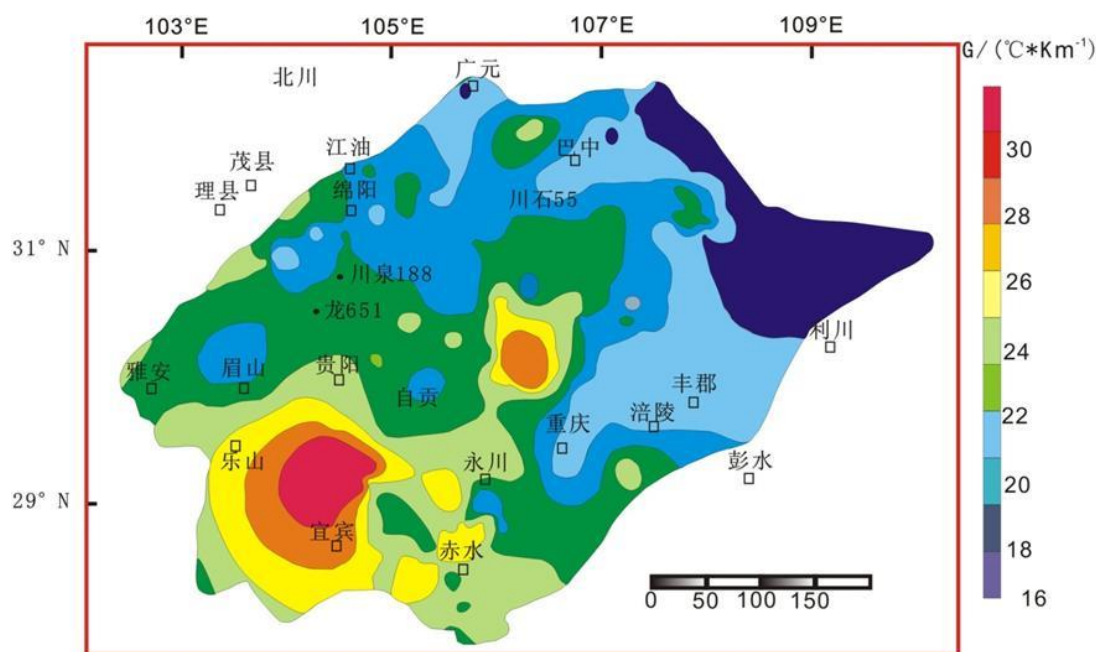 103°E 105°E 107°E 109°E
G/(℃*Km⁻¹)
广元
北川
江油
巴中
茂县
理县
绵阳
川石55
31° N
川泉188
龙651
利川
雅安
眉山
贵阳
自贡
丰郡
涪陵
重庆
乐山
永川
彭水
29° N
宜宾
赤水
0 50 100 150
30
28
26
24
22
20
18
16